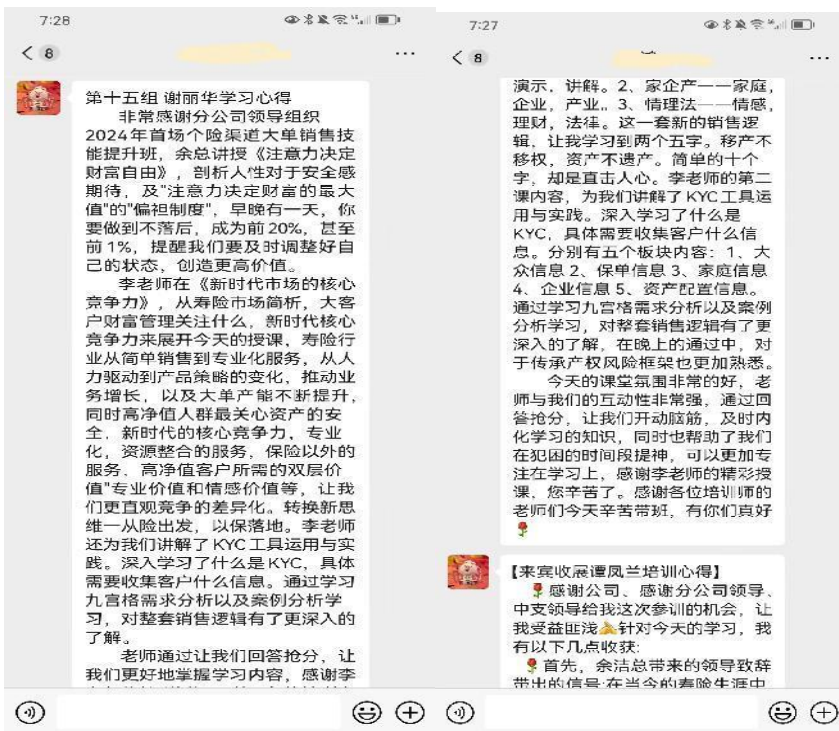 7:28
8
第十五组 谢丽华学习心得
非常感谢分公司领导组织
2024年首场个险渠道大单销售技
能提升班，余总讲授《注意力决定
财富自由》，剖析人性对于安全感
期待，及"注意力决定财富的最大
值"的"偏袒制度"，早晚有一天，你
要做到不落后，成为前20%，甚至
前1%，提醒我们要及时调整好自
己的状态，创造更高价值。
李老师在《新时代市场的核心
竞争力》，从寿险市场简析，大客
户财富管理关注什么，新时代核心
竞争力来展开今天的授课，寿险行
业从简单销售到专业化服务，从人
力驱动到产品策略的变化，推动业
务增长，以及大单产能不断提升，
同时高净值人群最关心资产的安
全，新时代的核心竞争力，专业
化，资源整合的服务，保险以外的
服务，高净值客户所需的双层价
值"专业价值和情感价值等，让我
们更直观竞争的差异化。转换新思
维一从险出发，以保落地。李老师
还为我们讲解了KYC工具运用与实
践。深入学习了什么是KYC，具体
需要收集客户什么信息。通过学习
九宫格需求分析以及案例分析学
习，对整套销售逻辑有了更深入的
了解。
老师通过让我们回答抢分，让
我们更好地掌握学习内容，感谢李
7:27
8
演示，讲解。2、家企产——家庭，
企业，产业。3、情理法——情感，
理财，法律。这一套新的销售逻
辑，让我学习到两个五字。移产不
移权，资产不遗产。简单的十个
字，却是直击人心。李老师的第二
课内容，为我们讲解了KYC工具运
用与实践。深入学习了什么是
KYC，具体需要收集客户什么信
息。分别有五个板块内容：1、大
众信息 2、保单信息 3、家庭信息
4、企业信息 5、资产配置信息。
通过学习九宫格需求分析以及案例
分析学习，对整套销售逻辑有了更
深入的了解，在晚上的通过中，对
于传承产权风险框架也更加熟悉。
今天的课堂氛围非常的好，老
师与我们的互动性非常强，通过回
答抢分，让我们开动脑筋，及时内
化学习的知识，同时也帮助了我们
在犯困的时间段提神，可以更加专
注在学习上，感谢李老师的精彩授
课，您辛苦了。感谢各位培训师的
老师们今天辛苦带班，有你们真好
【来宾收展谭凤兰培训心得】
感谢公司、感谢分公司领导、
中支领导给我这次参训的机会，让
我受益匪浅针对今天的学习，我
有以下几点收获:
首先，余洁总带来的领导致辞
带出的信号:在当今的寿险生涯中